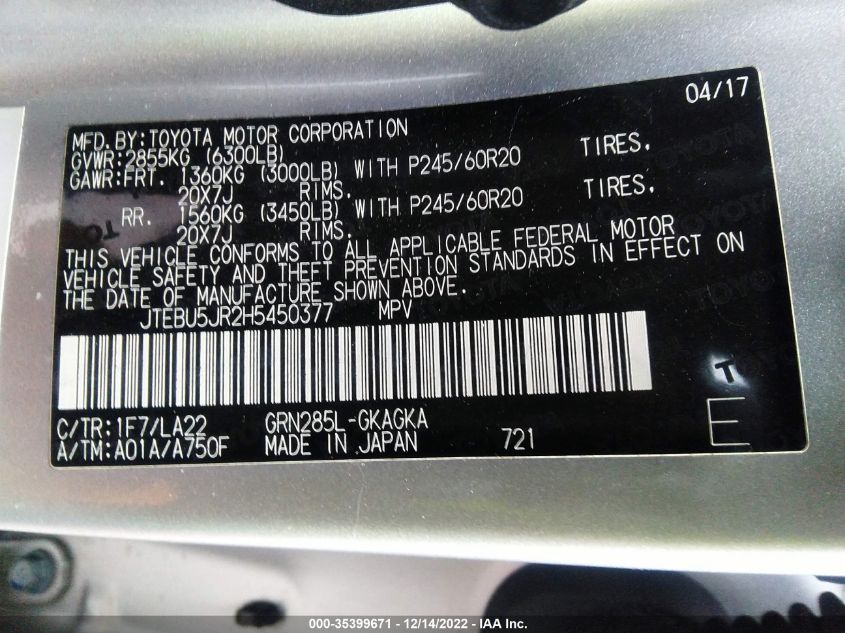 04/17
MFD.BY:TOYOTA MOTOR CORPORATION
GVWR:2855KG (6300LB)
GAWR:FRT. 1360KG (3000LB) WITH P245/60R20 TIRES,
20X7J RIMS,
RR. 1560KG (3450LB) WITH P245/60R20 TIRES,
20X7J RIMS,
THIS VEHICLE CONFORMS TO ALL APPLICABLE FEDERAL MOTOR
VEHICLE SAFETY AND THEFT PREVENTION STANDARDS IN EFFECT ON
THE DATE OF MANUFACTURE SHOWN ABOVE.
JTEBU5JR2H5450377 MPV
C/TR:1F7/LA22 GRN285L-GKAGKA
A/TM:A01A/A750F MADE IN JAPAN 721 E
TOYOTA
000-35399671 - 12/14/2022 - IAA Inc.